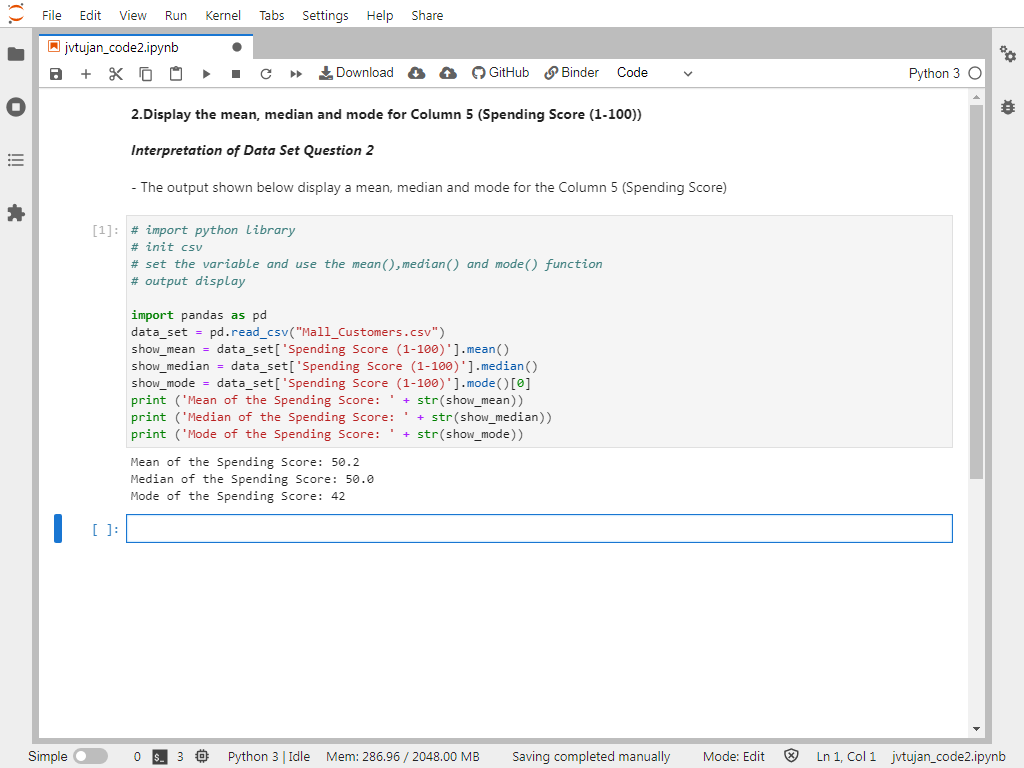 File Edit View Run Kernel Tabs Settings Help Share
jvtujan_code2.ipynb
Download GitHub Binder Code Python 3
2.Display the mean, median and mode for Column 5 (Spending Score (1-100))
Interpretation of Data Set Question 2
- The output shown below display a mean, median and mode for the Column 5 (Spending Score)
[1]: # import python library
# init csv
# set the variable and use the mean(),median() and mode() function
# output display
import pandas as pd
data_set = pd.read_csv("Mall_Customers.csv")
show_mean = data_set['Spending Score (1-100)'].mean()
show_median = data_set['Spending Score (1-100)'].median()
show_mode = data_set['Spending Score (1-100)'].mode()[0]
print ('Mean of the Spending Score: ' + str(show_mean))
print ('Median of the Spending Score: ' + str(show_median))
print ('Mode of the Spending Score: ' + str(show_mode))
Mean of the Spending Score: 50.2
Median of the Spending Score: 50.0
Mode of the Spending Score: 42
[ ]:
Simple 0 $_ 3 Python 3 | Idle Mem: 286.96 / 2048.00 MB Saving completed manually Mode: Edit Ln 1, Col 1 jvtujan_code2.ipynb